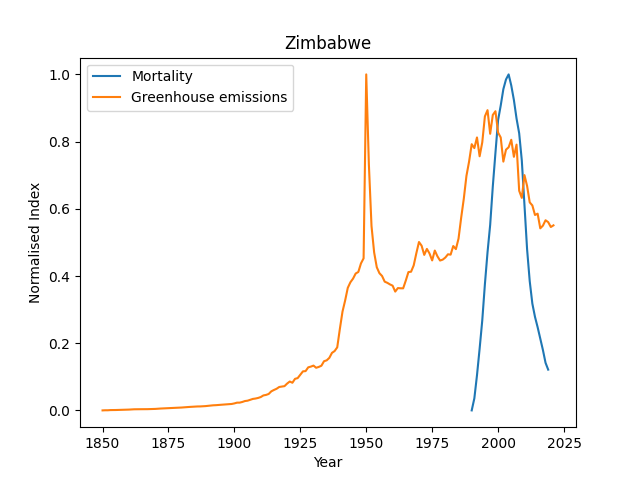 Zimbabwe
Mortality
Greenhouse emissions
1.0
0.8
0.6
0.4
0.2
0.0
Normalised Index
1850 1875 1900 1925 1950 1975 2000 2025
Year